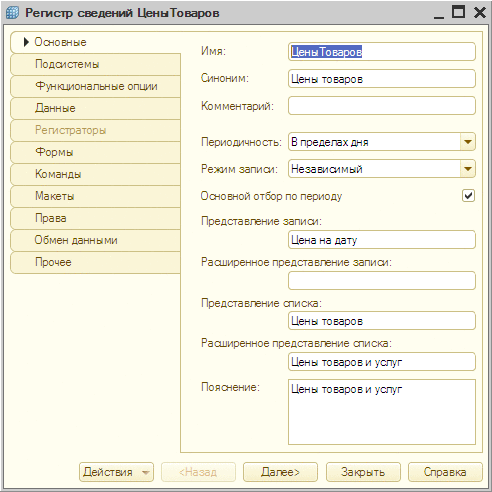 Регистр сведений ЦеныТоваров
Основные
Подсистемы
Функциональные опции
Данные
Регистраторы
Формы
Команды
Макеты
Права
Обмен данными
Прочее
Имя: ЦеныТоваров
Синоним: Цены товаров
Комментарий:
Периодичность: В пределах дня
Режим записи: Независимый
Основной отбор по периоду
Представление записи:
Цена на дату
Расширенное представление записи:
Представление списка:
Цены товаров
Расширенное представление списка:
Цены товаров и услуг
Пояснение: Цены товаров и услуг
Действия <Назад Далее> Закрыть Справка